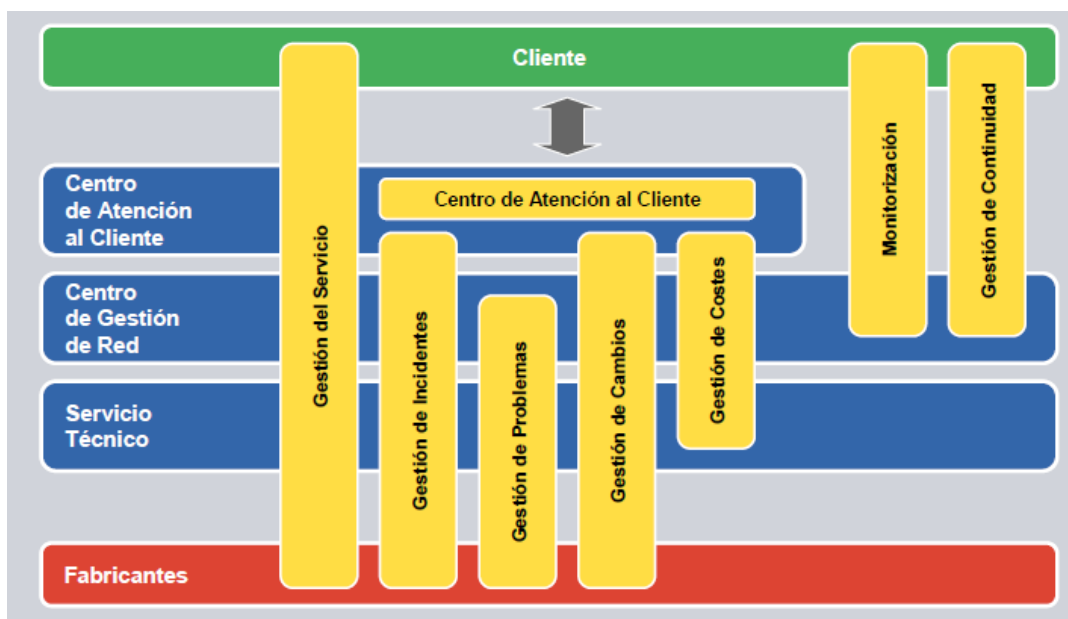 Cliente
Centro
de Atención
al Cliente
Centro de Atención al Cliente
Centro
de Gestión
de Red
Servicio
Técnico
Fabricantes
Gestión del Servicio
Gestión de Incidentes
Gestión de Problemas
Gestión de Cambios
Gestión de Costes
Monitorización
Gestión de Continuidad